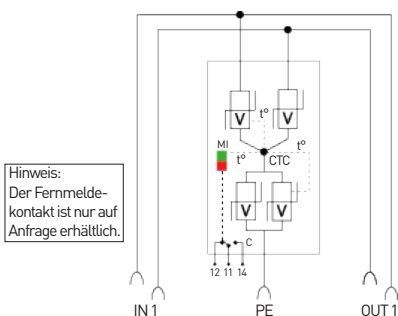 t°
V
V
MI
t°
t°
CTC
Hinweis:
Der Fernmelde-
kontakt ist nur auf
Anfrage erhältlich.
V
V
C
12 11 14
IN 1
PE
OUT 1